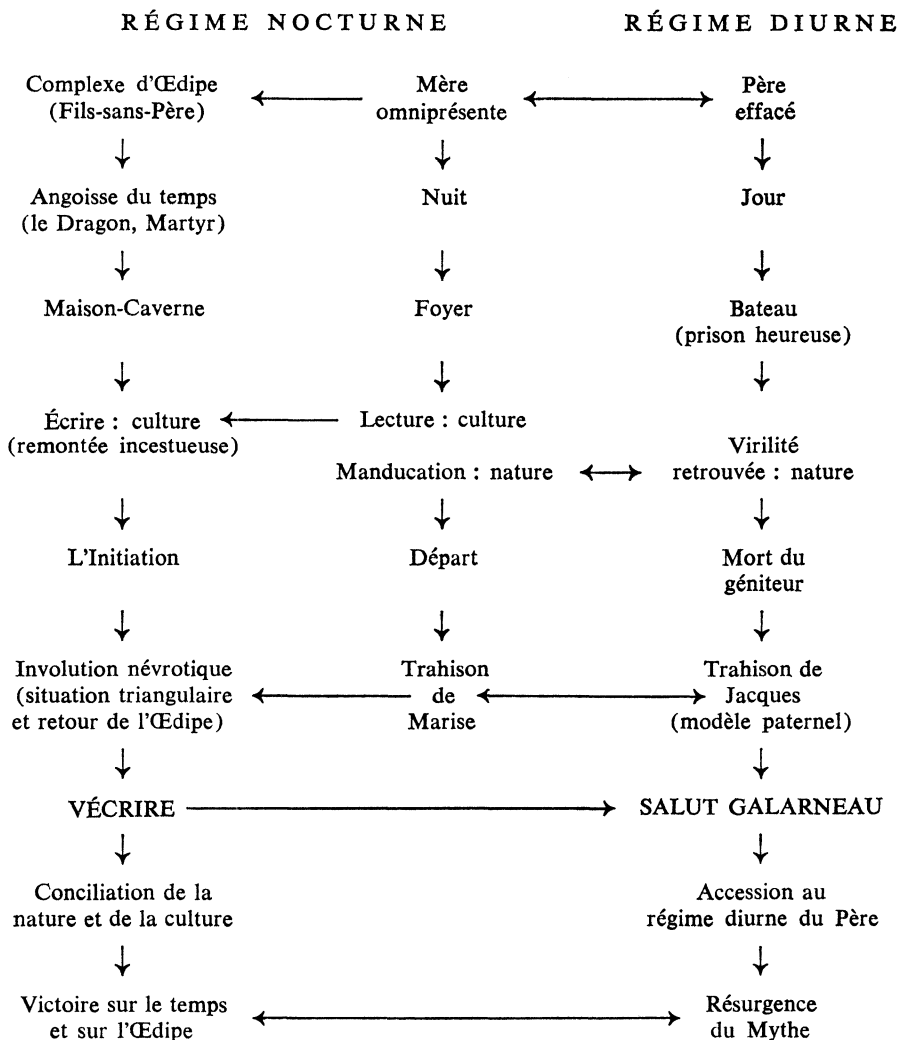 RÉGIME NOCTURNE RÉGIME DIURNE
Complexe d'Œdipe
(Fils-sans-Père)
Mère
omniprésente
Père
effacé
Angoisse du temps
(le Dragon, Martyr)
Nuit
Jour
Maison-Caverne
Foyer
Bateau
(prison heureuse)
Écrire : culture
(remontée incestueuse)
Lecture : culture
Manducation : nature
Virilité
retrouvée : nature
L'Initiation
Départ
Mort du
géniteur
Involution névrotique
(situation triangulaire
et retour de l'Œdipe)
Trahison
de
Marise
Trahison de
Jacques
(modèle paternel)
VÉCRIRE
SALUT GALARNEAU
Conciliation de la
nature et de la culture
Accession au
régime diurne du Père
Victoire sur le temps
et sur l'Œdipe
Résurgence
du Mythe